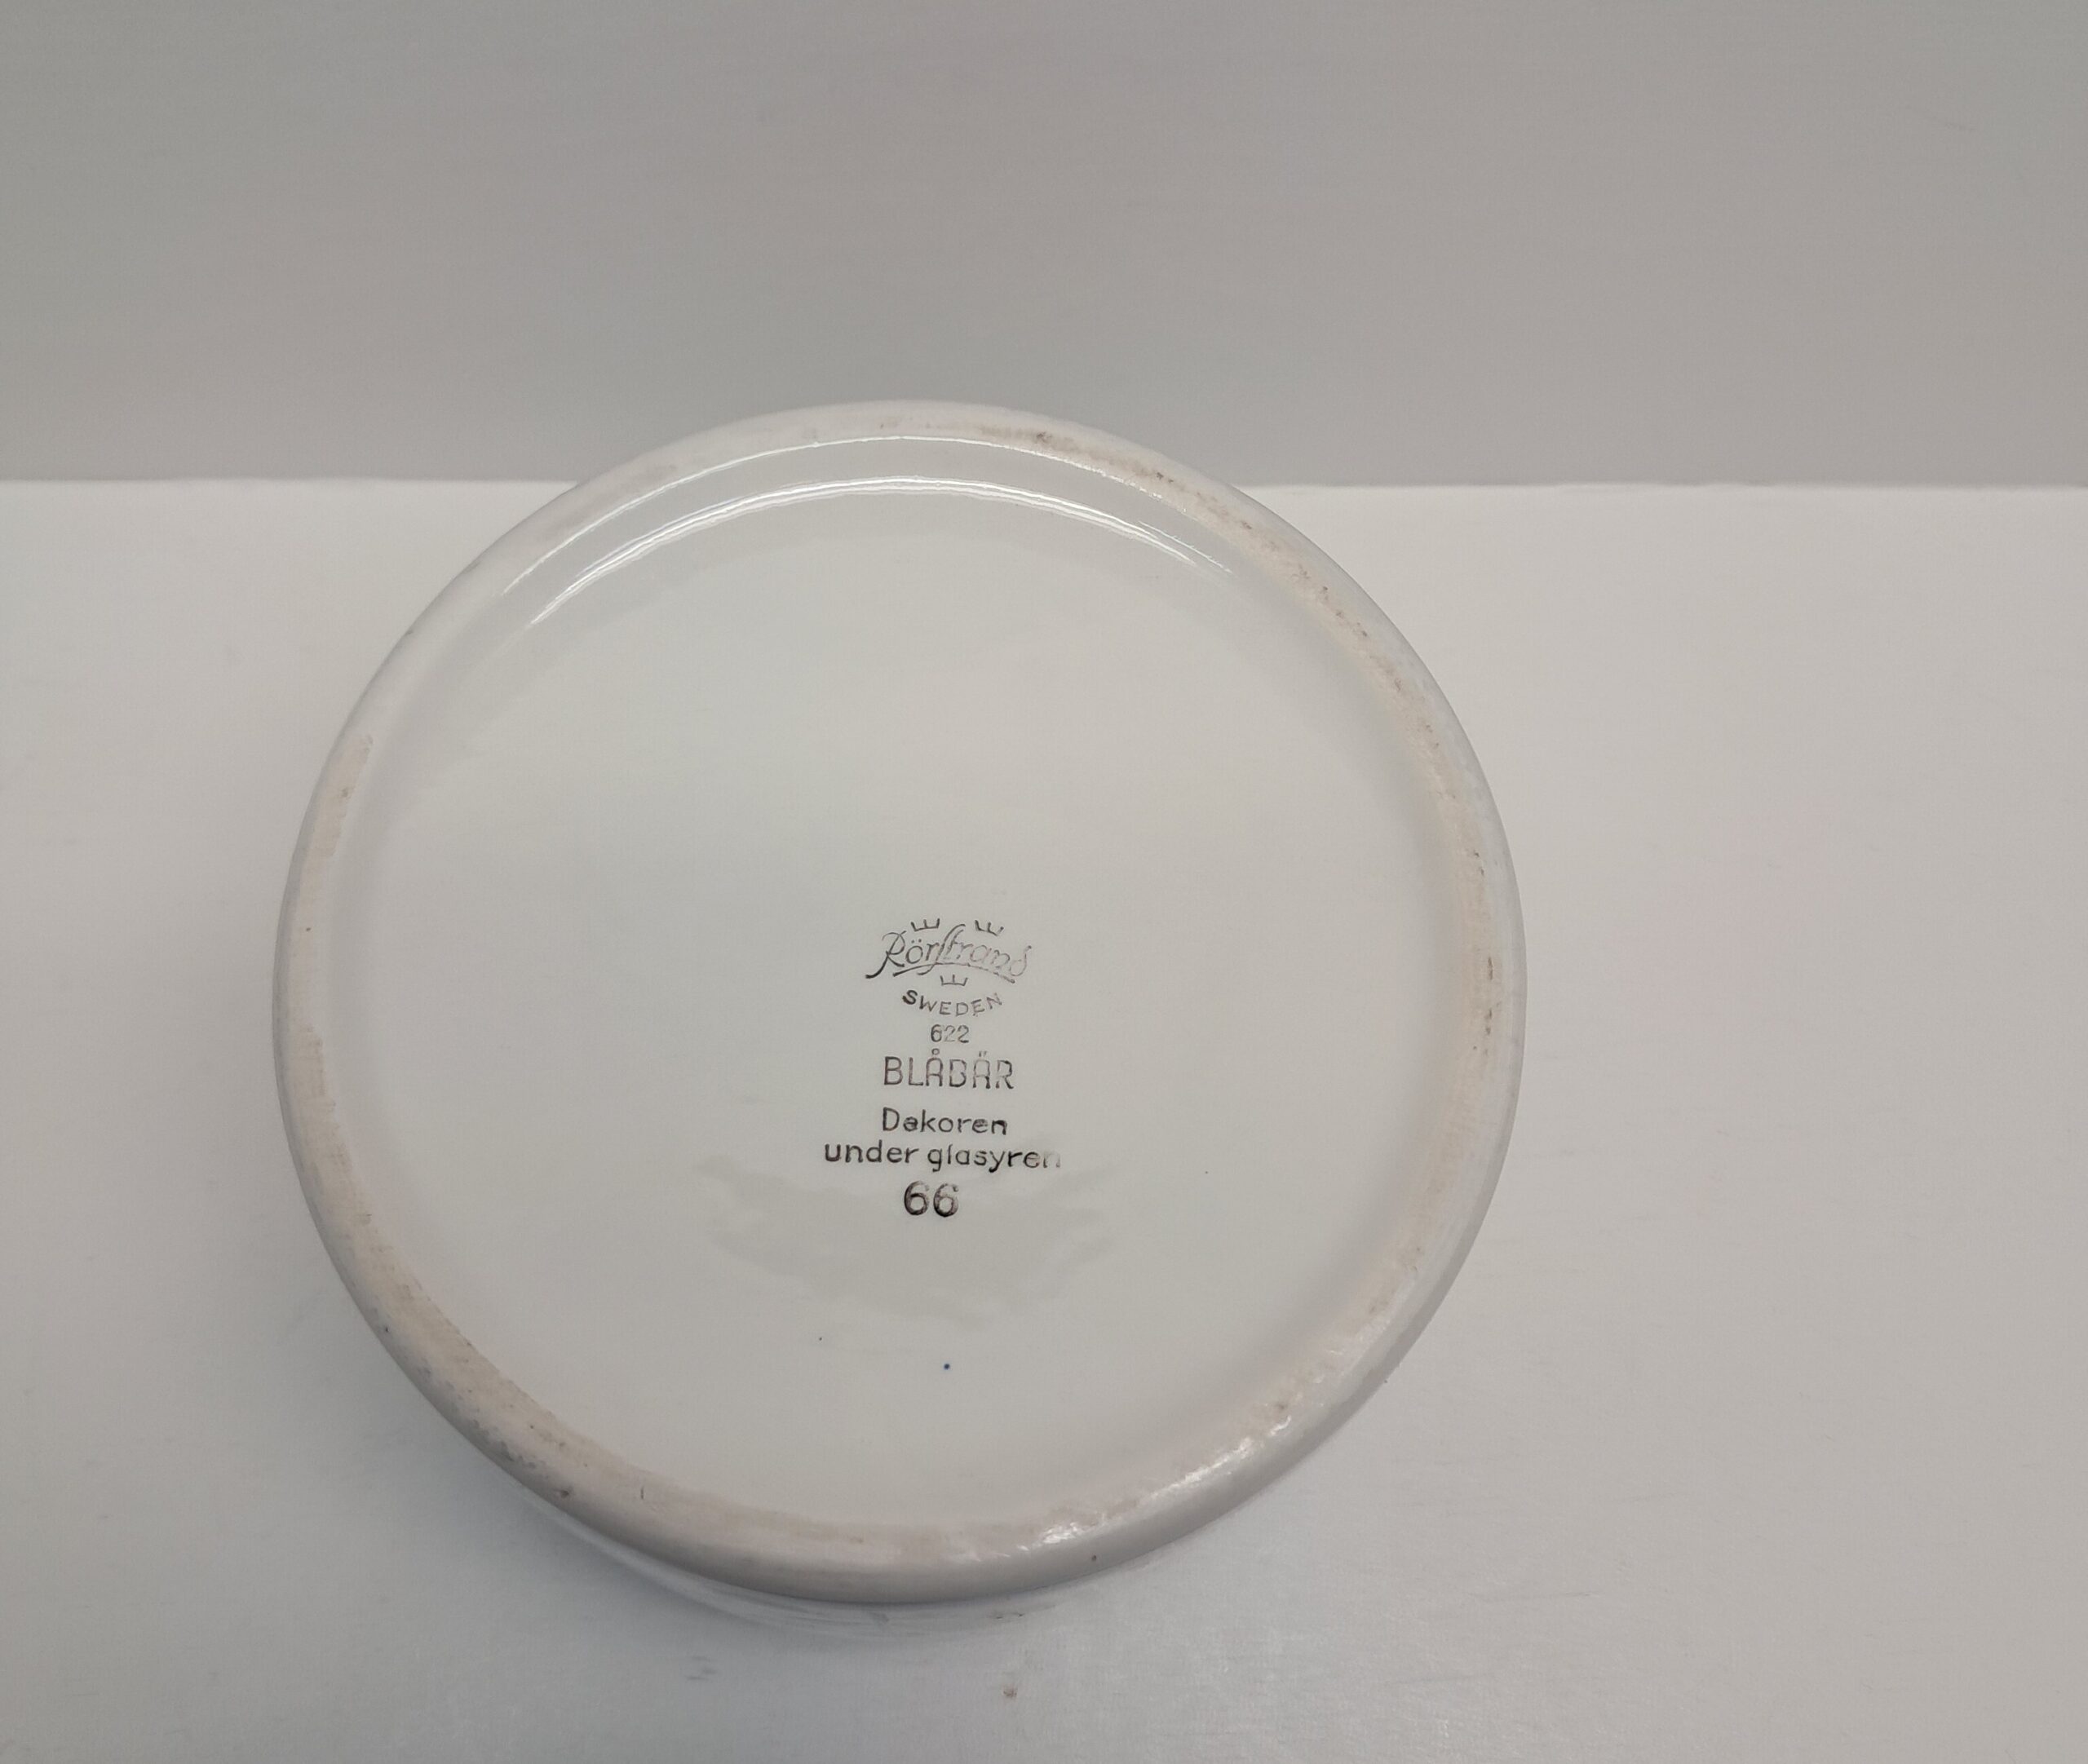 Rörstrand
SWEDEN
622
BLÅBÄR
Dekoren
under glasyren
66